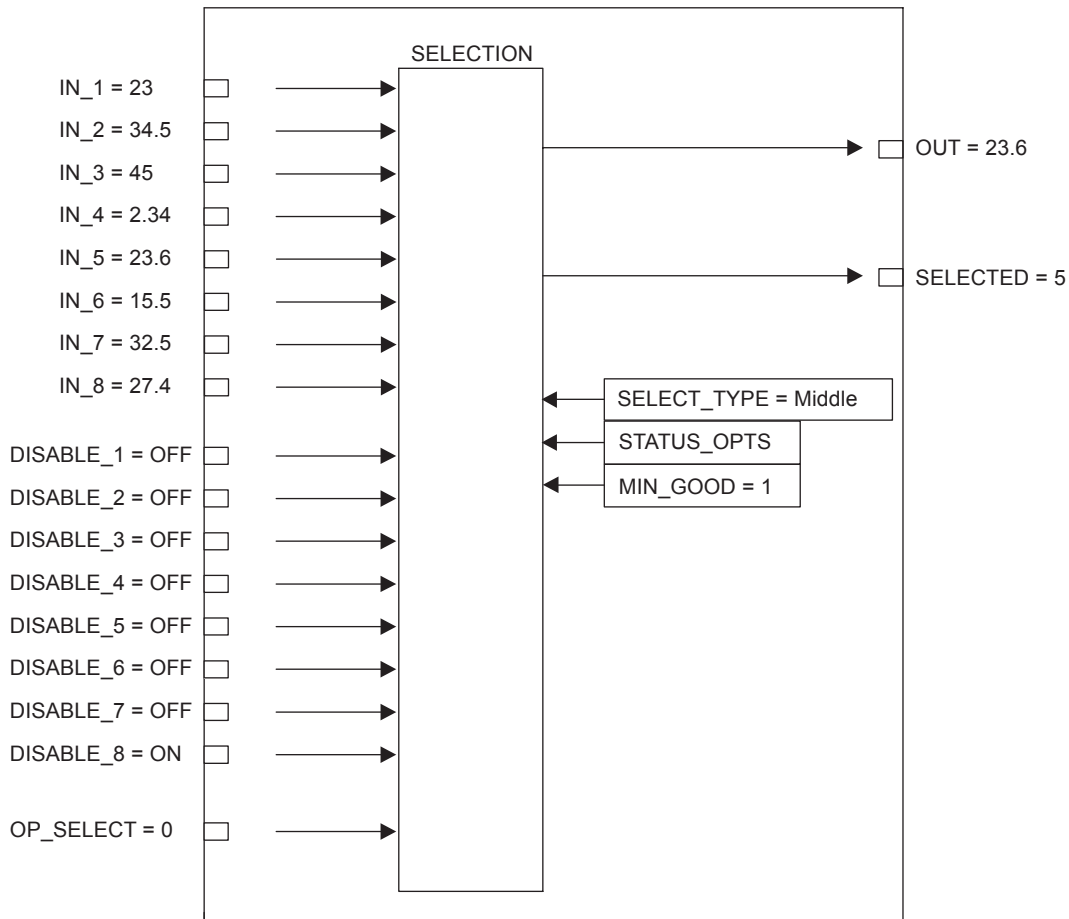 SELECTION
IN_1 = 23
IN_2 = 34.5
IN_3 = 45
IN_4 = 2.34
IN_5 = 23.6
IN_6 = 15.5
IN_7 = 32.5
IN_8 = 27.4
DISABLE_1 = OFF
DISABLE_2 = OFF
DISABLE_3 = OFF
DISABLE_4 = OFF
DISABLE_5 = OFF
DISABLE_6 = OFF
DISABLE_7 = OFF
DISABLE_8 = ON
OP_SELECT = 0
OUT = 23.6
SELECTED = 5
SELECT_TYPE = Middle
STATUS_OPTS
MIN_GOOD = 1